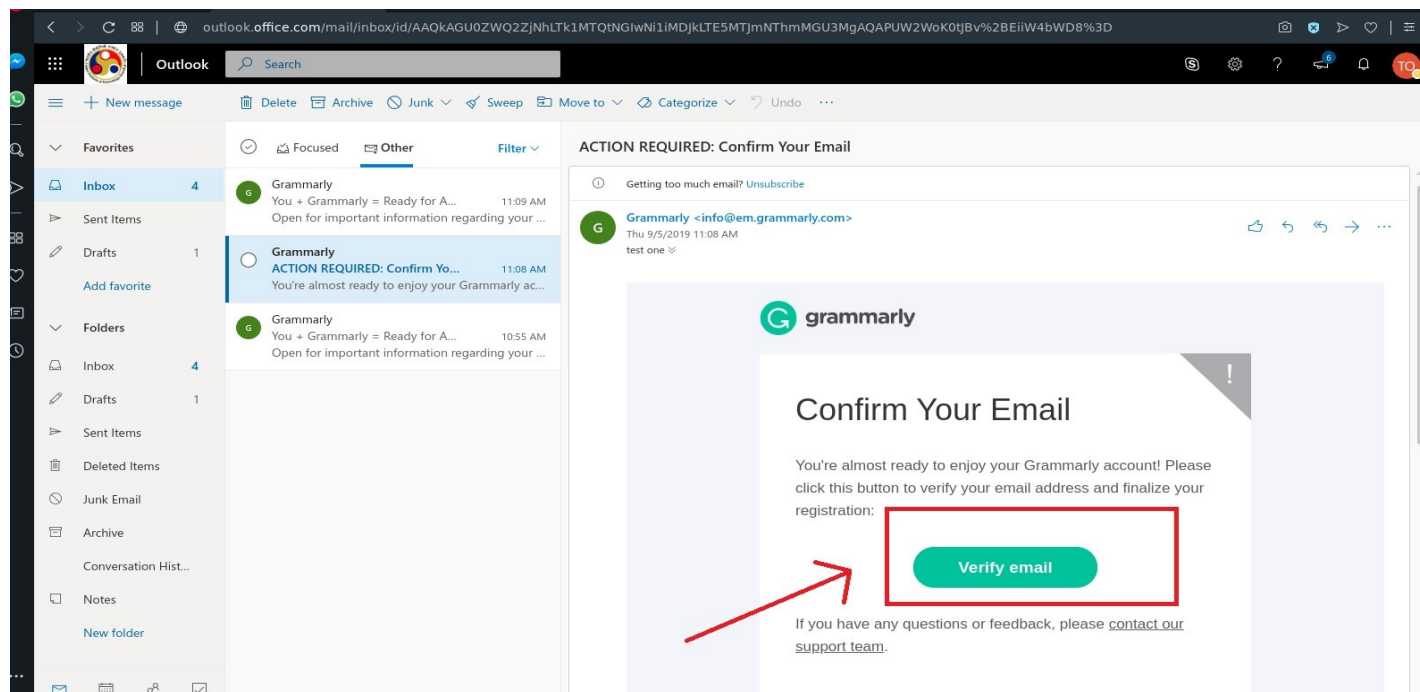 outlook.office.com/mail/inbox/id/AAQkAGU0ZWQ2ZjNhLTk1MTQtNGIwNi1iMDJkLTE5MTJmNThmMGU3MgAQAPUW2WoK0tJBv%2BEiiW4bWD8%3D
Outlook
Search
6
TO
New message
Delete
Archive
Junk
Sweep
Move to
Categorize
Undo
Favorites
Inbox 4
Sent Items
Drafts 1
Add favorite
Folders
Inbox 4
Drafts 1
Sent Items
Deleted Items
Junk Email
Archive
Conversation Hist...
Notes
New folder
Focused
Other
Filter
G
Grammarly
You + Grammarly = Ready for A... 11:09 AM
Open for important information regarding your ...
Grammarly
ACTION REQUIRED: Confirm Yo... 11:08 AM
You're almost ready to enjoy your Grammarly ac...
G
Grammarly
You + Grammarly = Ready for A... 10:55 AM
Open for important information regarding your ...
ACTION REQUIRED: Confirm Your Email
Getting too much email? Unsubscribe
G
Grammarly <info@em.grammarly.com>
Thu 9/5/2019 11:08 AM
test one
grammarly
!
Confirm Your Email
You're almost ready to enjoy your Grammarly account! Please
click this button to verify your email address and finalize your
registration:
Verify email
If you have any questions or feedback, please contact our
support team.